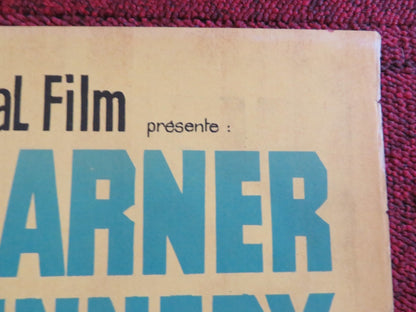 al Film
présente :
ARNER